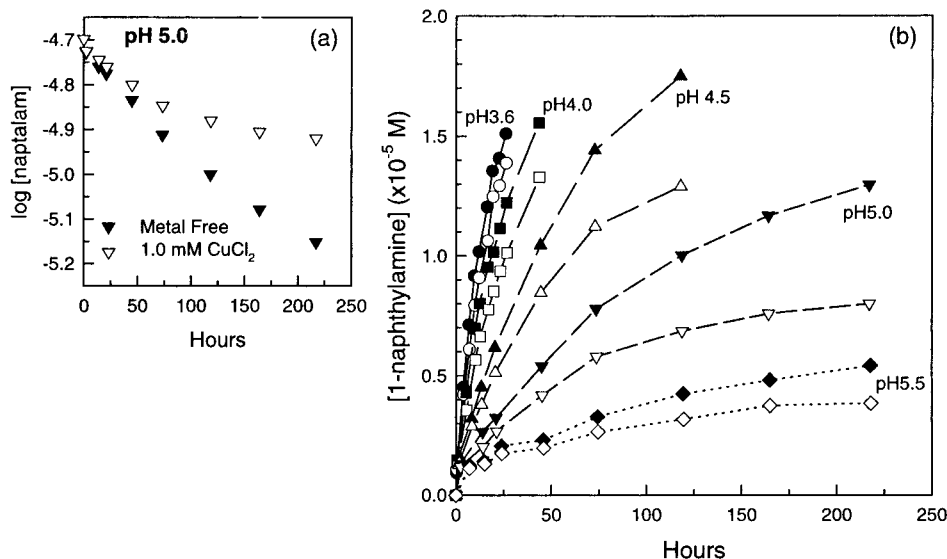 pH 5.0
(a)
log [naptalam]
-4.7
-4.8
-4.9
-5.0
-5.1
-5.2
Metal Free
1.0 mM CuCl₂
0 50 100 150 200 250
Hours
(b)
[1-naphthylamine] (x10⁻⁵ M)
2.0
1.5
1.0
0.5
0.0
pH3.6
pH4.0
pH 4.5
pH5.0
pH5.5
0 50 100 150 200 250
Hours